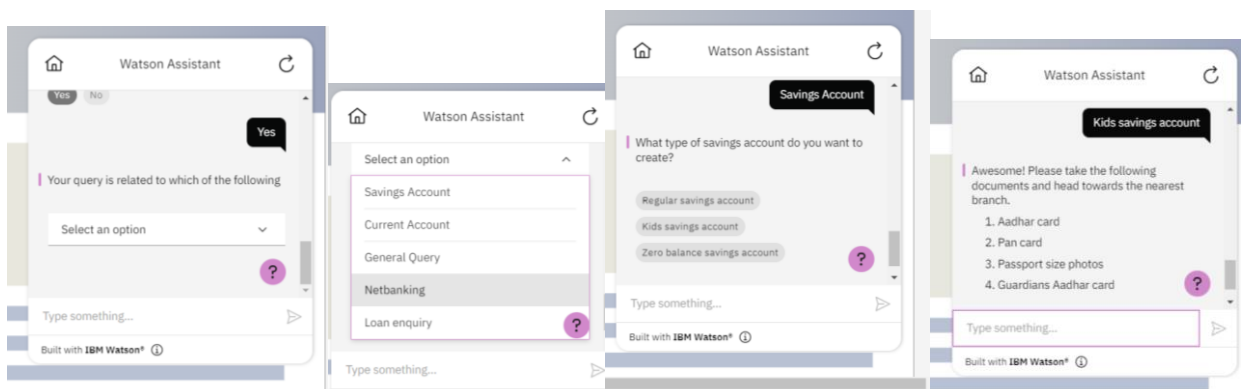 Watson Assistant
Yes No
Yes
Your query is related to which of the following
Select an option
?
Type something...
Built with IBM Watson® ⓘ
Watson Assistant
Select an option
Savings Account
Current Account
General Query
Netbanking
Loan enquiry
?
Type something...
Watson Assistant
Savings Account
What type of savings account do you want to
create?
Regular savings account
Kids savings account
Zero balance savings account
?
Type something...
Built with IBM Watson® ⓘ
Watson Assistant
Kids savings account
Awesome! Please take the following
documents and head towards the nearest
branch.
1. Aadhar card
2. Pan card
3. Passport size photos
4. Guardians Aadhar card
?
Type something...
Built with IBM Watson® ⓘ